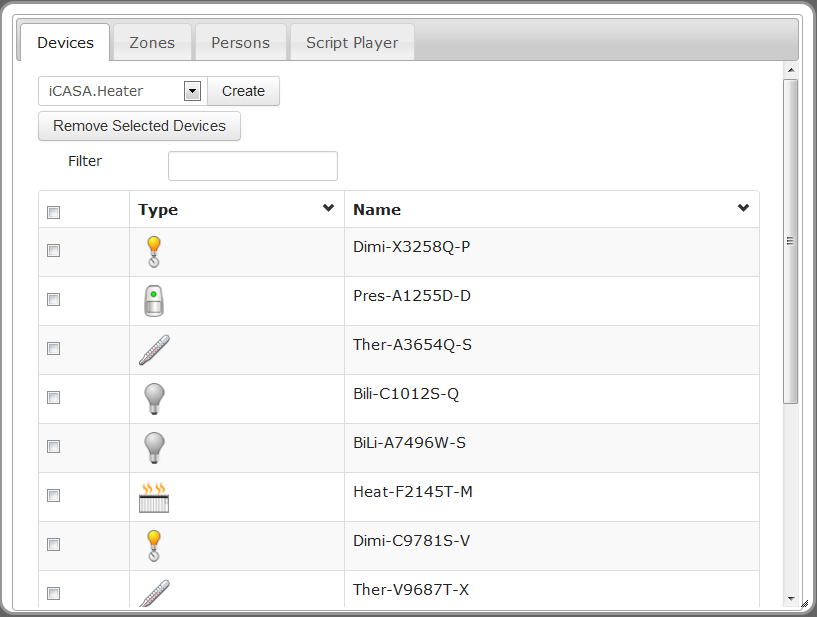 Devices Zones Persons Script Player
iCASA.Heater Create
Remove Selected Devices
Filter
Type Name
Dimi-X3258Q-P
Pres-A1255D-D
Ther-A3654Q-S
Bili-C1012S-Q
BiLi-A7496W-S
Heat-F2145T-M
Dimi-C9781S-V
Ther-V9687T-X